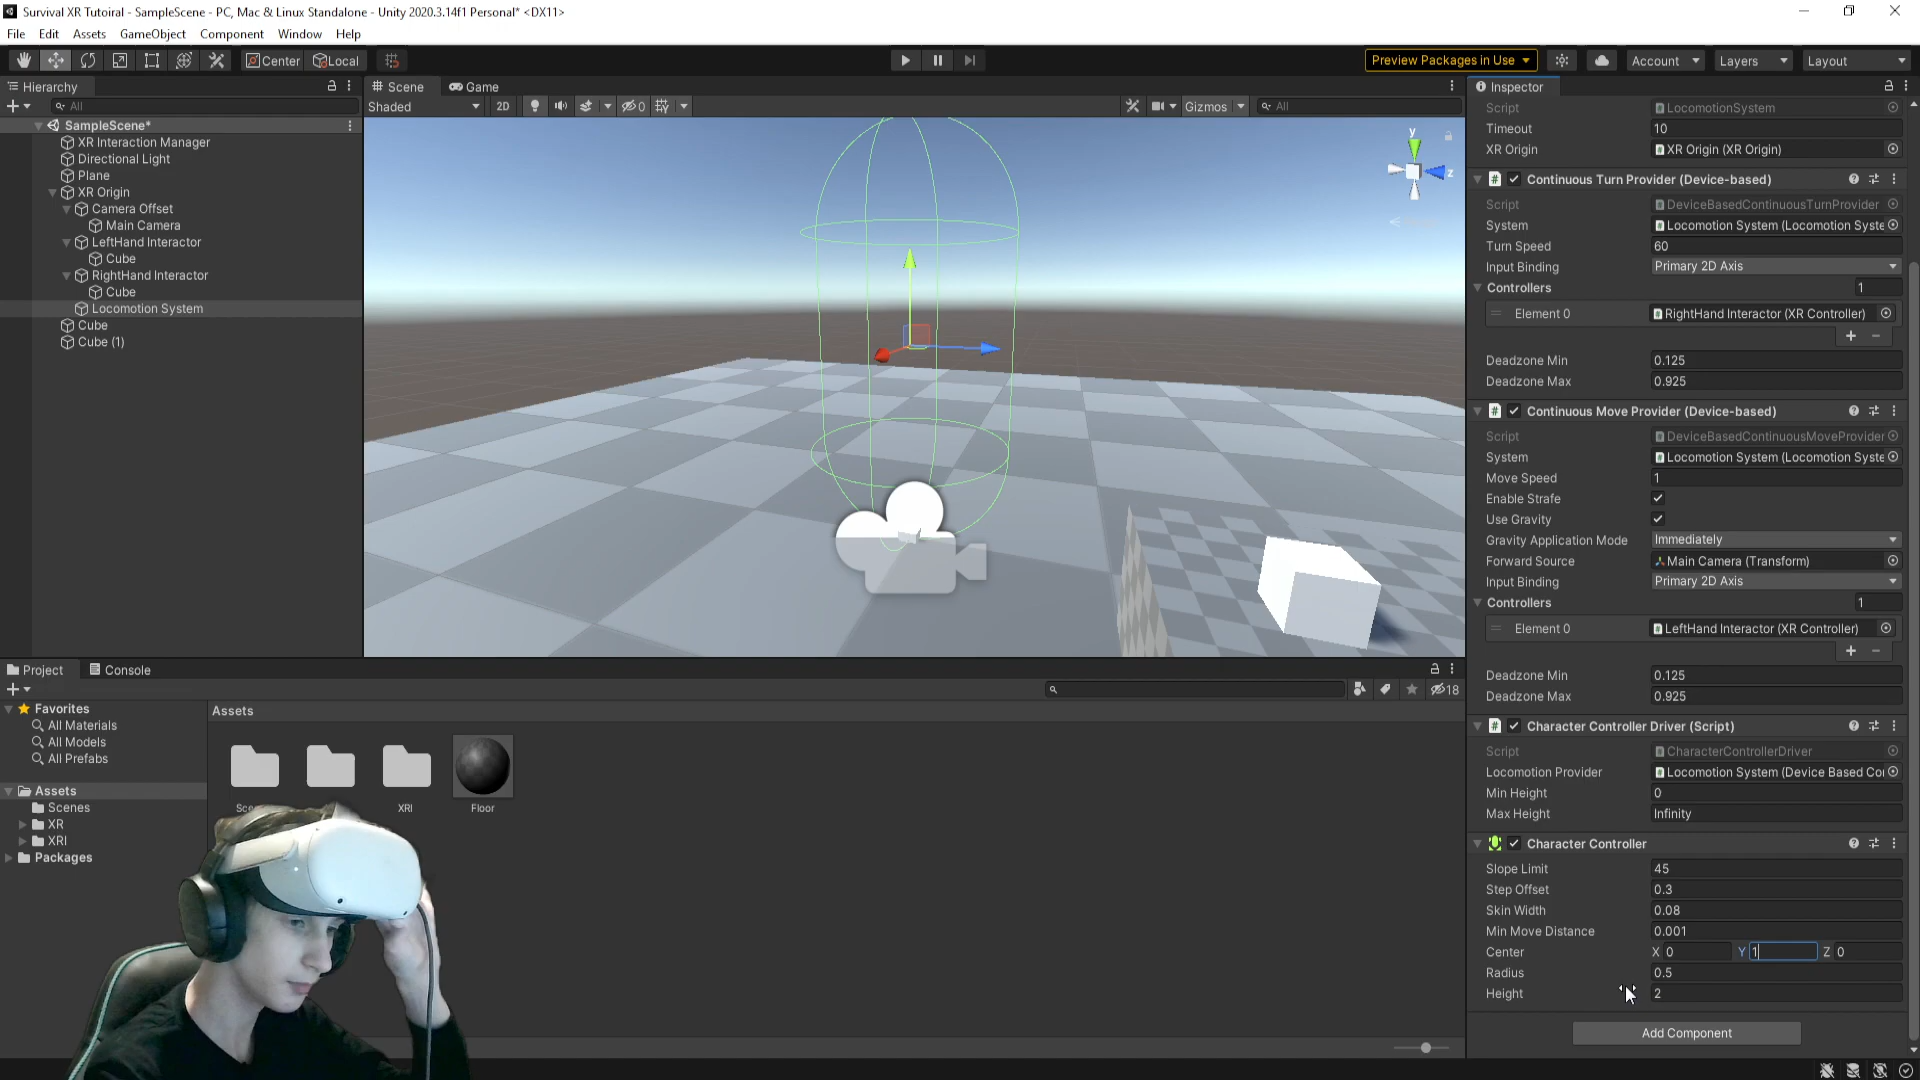 Survival XR Tutoiral - SampleScene - PC, Mac & Linux Standalone - Unity 2020.3.14f1 Personal* <DX11>
File Edit Assets GameObject Component Window Help
Center Local Preview Packages in Use Account Layers Layout
Hierarchy
All
SampleScene*
XR Interaction Manager
Directional Light
Plane
XR Origin
Camera Offset
Main Camera
LeftHand Interactor
Cube
RightHand Interactor
Cube
Locomotion System
Cube
Cube (1)
Scene Game
Shaded 2D 0 Gizmos All
y
z
Inspector
Script LocomotionSystem
Timeout 10
XR Origin XR Origin (XR Origin)
Continuous Turn Provider (Device-based)
Script DeviceBasedContinuousTurnProvider
System Locomotion System (Locomotion Syste
Turn Speed 60
Input Binding Primary 2D Axis
Controllers 1
Element 0 RightHand Interactor (XR Controller)
+ −
Deadzone Min 0.125
Deadzone Max 0.925
Continuous Move Provider (Device-based)
Script DeviceBasedContinuousMoveProvider
System Locomotion System (Locomotion Syste
Move Speed 1
Enable Strafe
Use Gravity
Gravity Application Mode Immediately
Forward Source Main Camera (Transform)
Input Binding Primary 2D Axis
Controllers 1
Element 0 LeftHand Interactor (XR Controller)
+ −
Deadzone Min 0.125
Deadzone Max 0.925
Character Controller Driver (Script)
Script CharacterControllerDriver
Locomotion Provider Locomotion System (Device Based Co
Min Height 0
Max Height Infinity
Character Controller
Slope Limit 45
Step Offset 0.3
Skin Width 0.08
Min Move Distance 0.001
Center X 0 Y 1 Z 0
Radius 0.5
Height 2
Add Component
Project Console
18
Favorites
All Materials
All Models
All Prefabs
Assets
Scenes
XR
XRI
Packages
Assets
XRI Floor